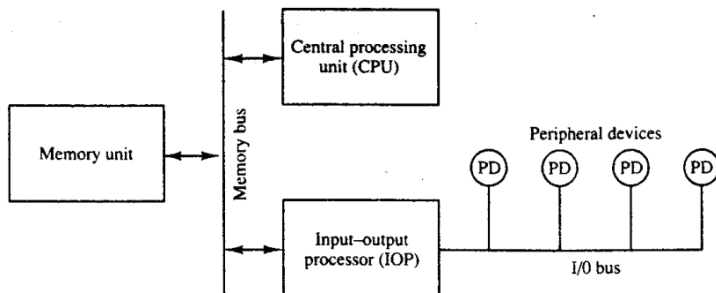 Central processing
unit (CPU)
Memory unit
Memory bus
Peripheral devices
PD
PD
PD
PD
Input–output
processor (IOP)
I/0 bus